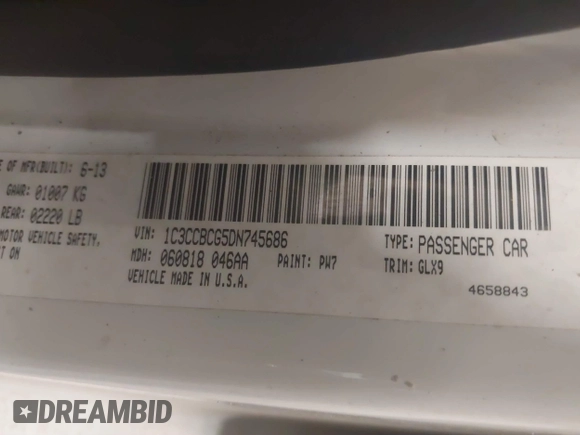 E OF MFR(BUILT): 6-13
GAWR: 01007 KG
REAR: 02220 LB
MOTOR VEHICLE SAFETY,
CT ON
VIN: 1C3CCBCG5DN745686
TYPE: PASSENGER CAR
MDH: 060818 046AA
PAINT: PW7
TRIM: GLX9
VEHICLE MADE IN U.S.A.
4658843
DREAMBID